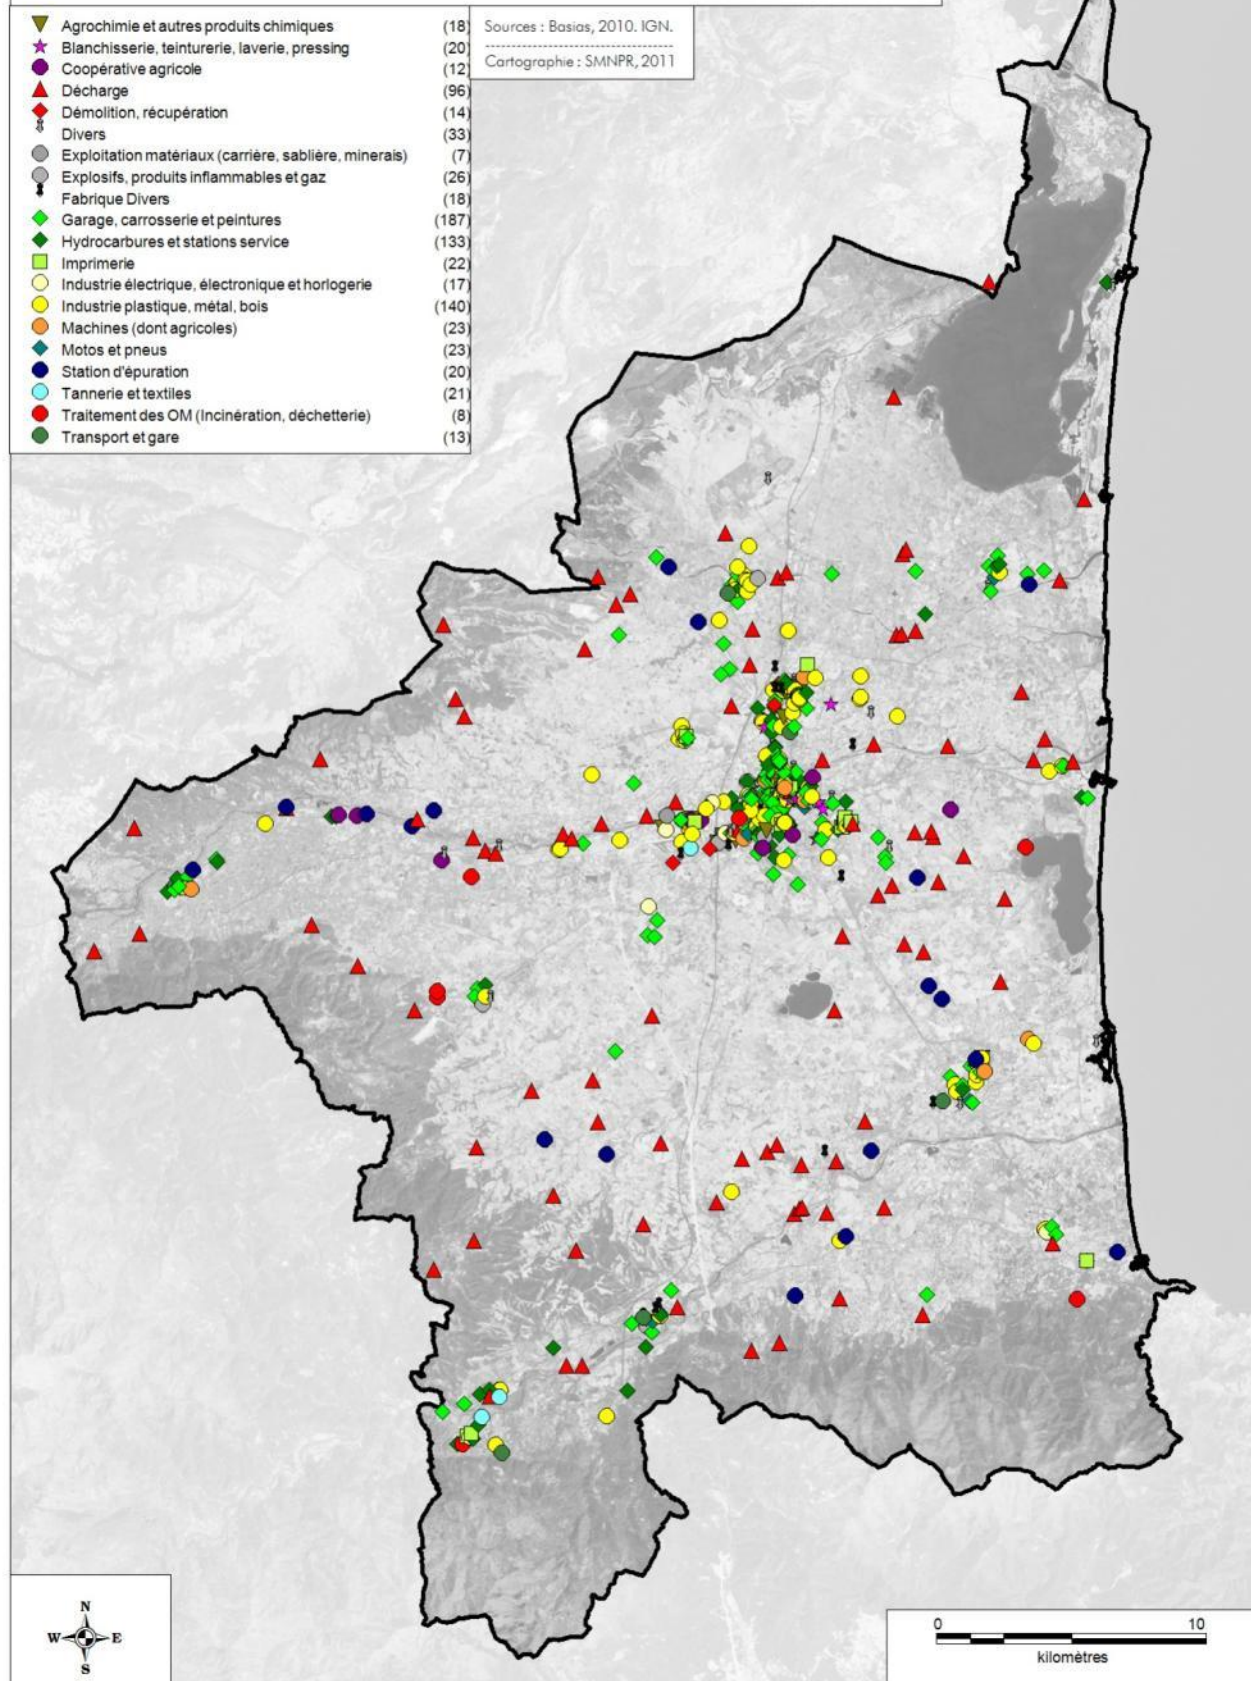 Agrochimie et autres produits chimiques (18)
Blanchisserie, teinturerie, laverie, pressing (20)
Coopérative agricole (12)
Décharge (96)
Démolition, récupération (14)
Divers (33)
Exploitation matériaux (carrière, sablière, minerais) (7)
Explosifs, produits inflammables et gaz (26)
Fabrique Divers (18)
Garage, carrosserie et peintures (187)
Hydrocarbures et stations service (133)
Imprimerie (22)
Industrie électrique, électronique et horlogerie (17)
Industrie plastique, métal, bois (140)
Machines (dont agricoles) (23)
Motos et pneus (23)
Station d'épuration (20)
Tannerie et textiles (21)
Traitement des OM (Incinération, déchetterie) (8)
Transport et gare (13)
Sources : Basias, 2010. IGN.
Cartographie : SMNPR, 2011
N
W E
S
0 10
kilomètres